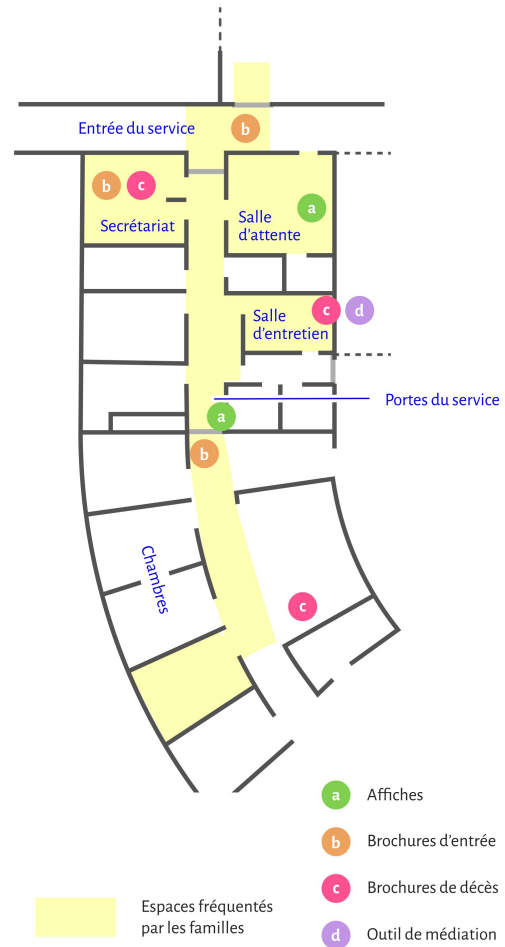 Entrée du service
b
b
c
a
Secrétariat
Salle
d'attente
Salle
d'entretien
c
d
Portes du service
a
b
Chambres
c
a
Affiches
b
Brochures d'entrée
c
Brochures de décès
d
Outil de médiation
Espaces fréquentés
par les familles